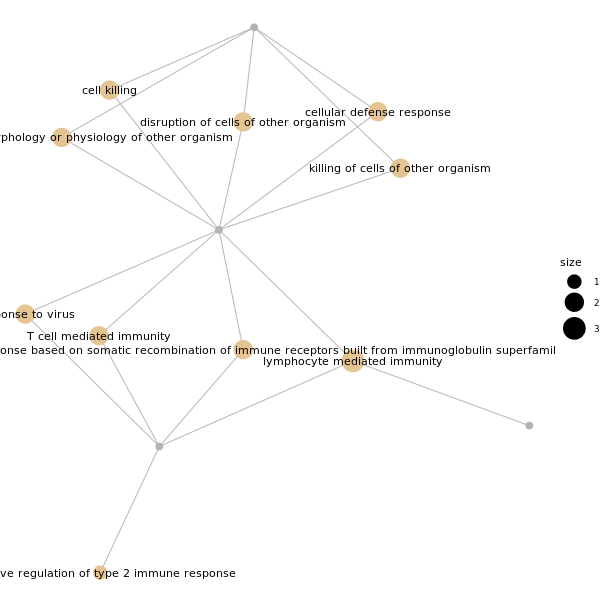 cell killing
disruption of cells of other organism
cellular defense response
rphology or physiology of other organism
killing of cells of other organism
size
1
2
3
onse to virus
T cell mediated immunity
onse based on somatic recombination of immune receptors built from immunoglobulin superfamil
lymphocyte mediated immunity
ve regulation of type 2 immune response